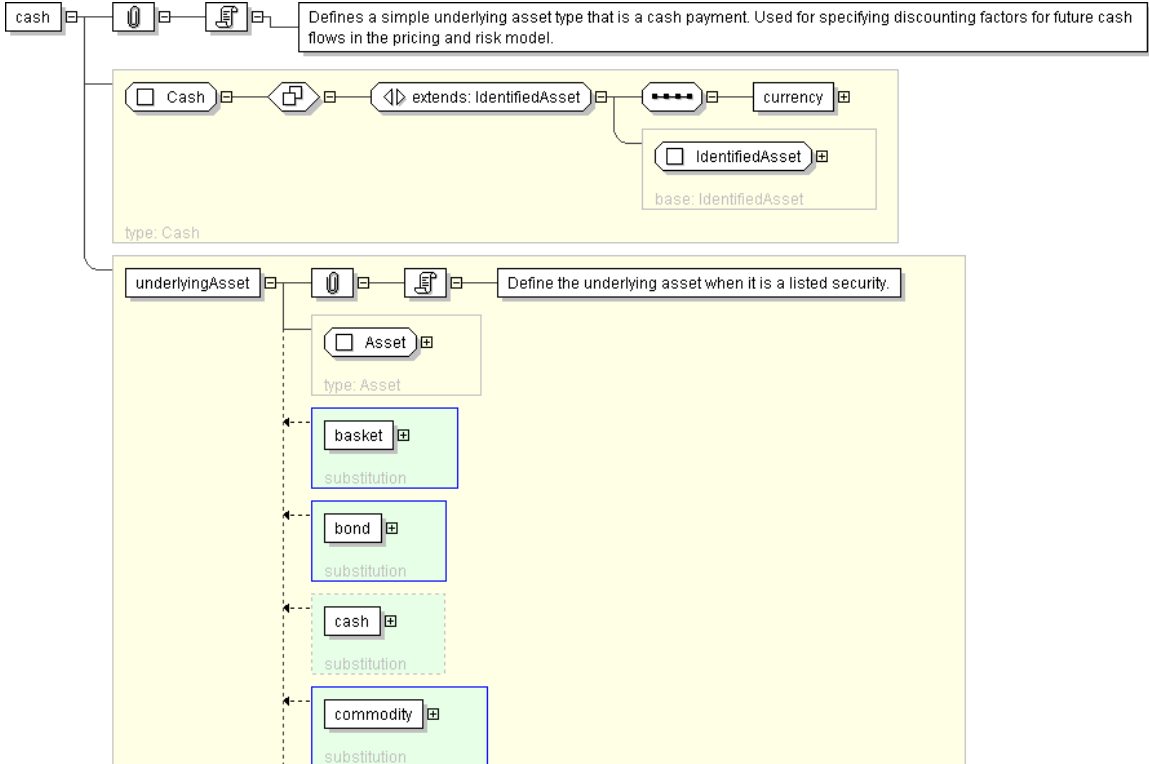 cash
Defines a simple underlying asset type that is a cash payment. Used for specifying discounting factors for future cash
flows in the pricing and risk model.
Cash
extends: IdentifiedAsset
currency
IdentifiedAsset
base: IdentifiedAsset
type: Cash
underlyingAsset
Define the underlying asset when it is a listed security.
Asset
type: Asset
basket
substitution
bond
substitution
cash
substitution
commodity
substitution